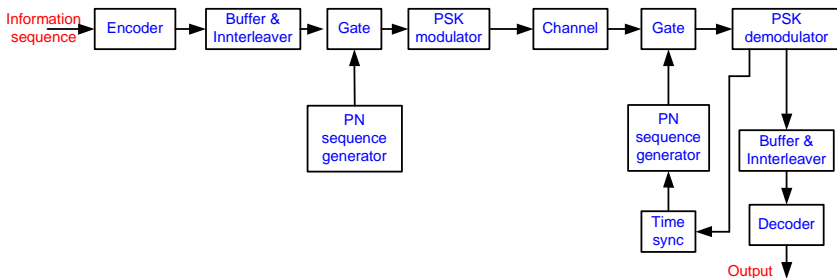 Information
sequence
Encoder
Buffer &
Innterleaver
Gate
PSK
modulator
Channel
Gate
PSK
demodulator
PN
sequence
generator
PN
sequence
generator
Buffer &
Innterleaver
Time
sync
Decoder
Output